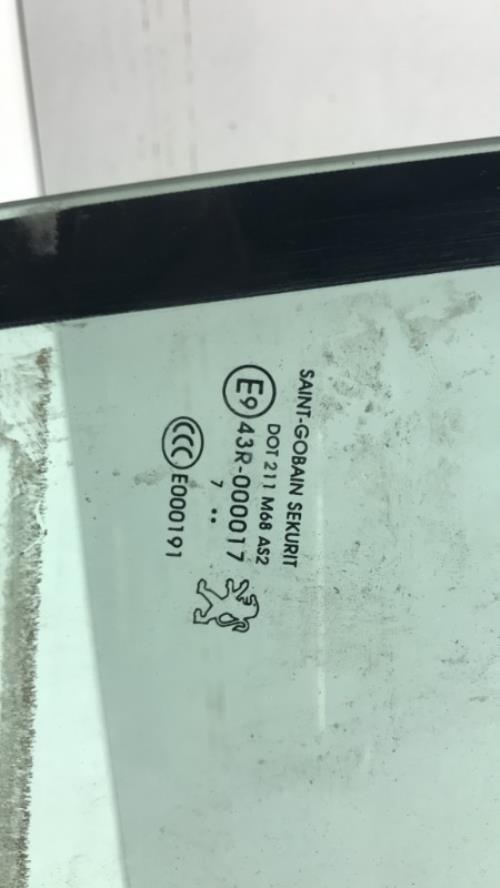 SAINT-GOBAIN SEKURIT
DOT 211 M68 AS2
E9 43R-000017
7 ..
CCC E000191